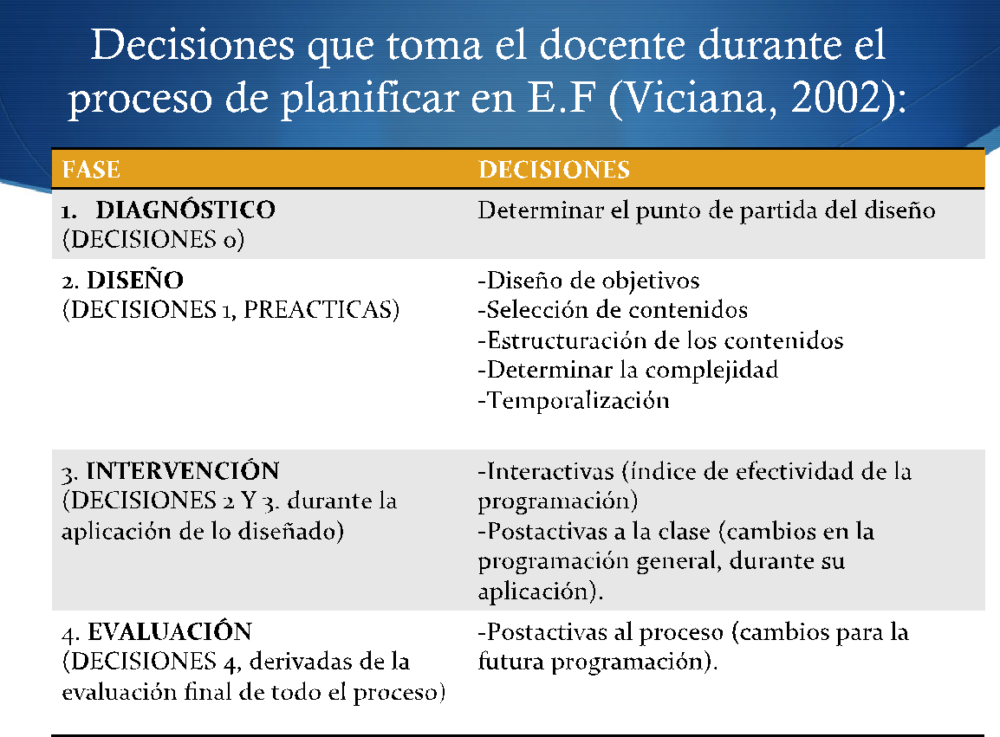 Decisiones que toma el docente durante el
proceso de planificar en E.F (Viciana, 2002):
FASE DECISIONES
1. DIAGNÓSTICO
(DECISIONES 0)
Determinar el punto de partida del diseño
2. DISEÑO
(DECISIONES 1, PREACTICAS)
-Diseño de objetivos
-Selección de contenidos
-Estructuración de los contenidos
-Determinar la complejidad
-Temporalización
3. INTERVENCIÓN
(DECISIONES 2 Y 3. durante la
aplicación de lo diseñado)
-Interactivas (índice de efectividad de la
programación)
-Postactivas a la clase (cambios en la
programación general, durante su
aplicación).
4. EVALUACIÓN
(DECISIONES 4, derivadas de la
evaluación final de todo el proceso)
-Postactivas al proceso (cambios para la
futura programación).